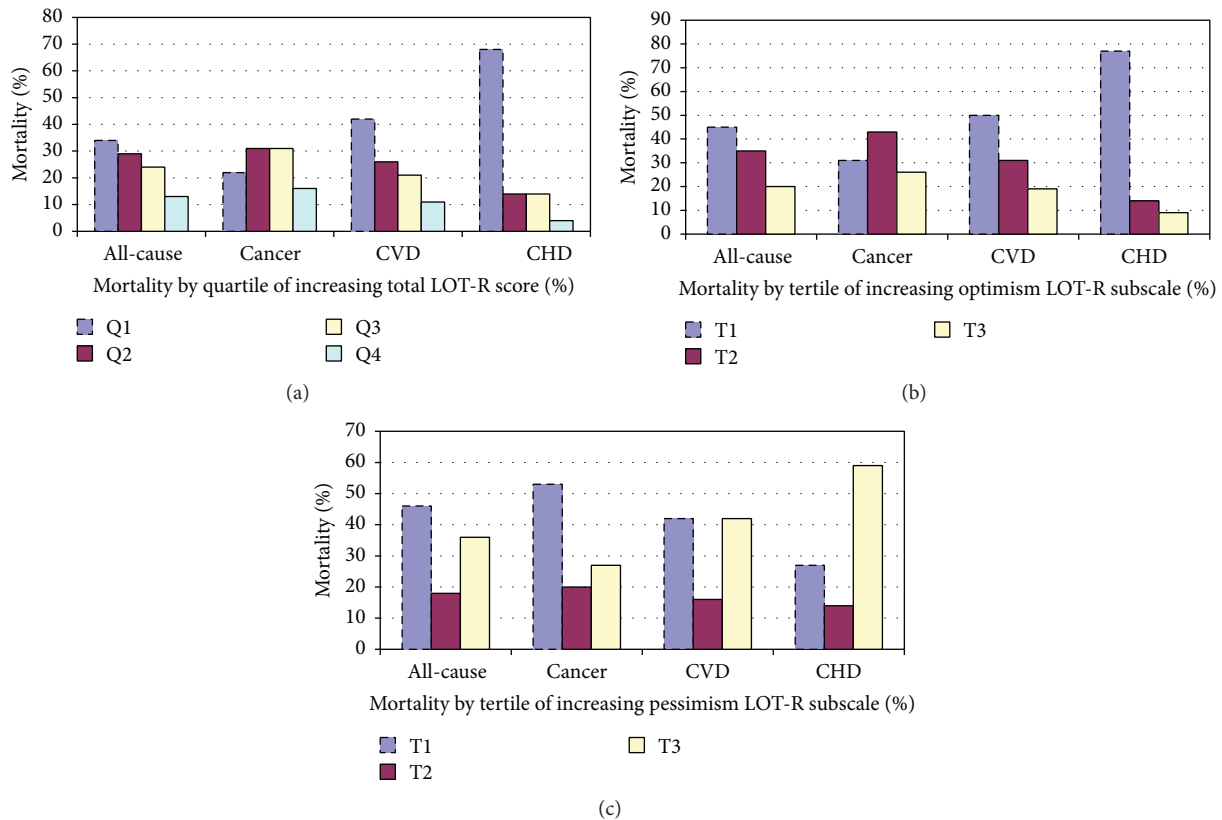 80
70
60
50
40
30
20
10
0
Mortality (%)
All-cause Cancer CVD CHD
Mortality by quartile of increasing total LOT-R score (%)
Q1 Q3
Q2 Q4
(a)
90
80
70
60
50
40
30
20
10
0
Mortality (%)
All-cause Cancer CVD CHD
Mortality by tertile of increasing optimism LOT-R subscale (%)
T1 T3
T2
(b)
70
60
50
40
30
20
10
0
Mortality (%)
All-cause Cancer CVD CHD
Mortality by tertile of increasing pessimism LOT-R subscale (%)
T1 T3
T2
(c)